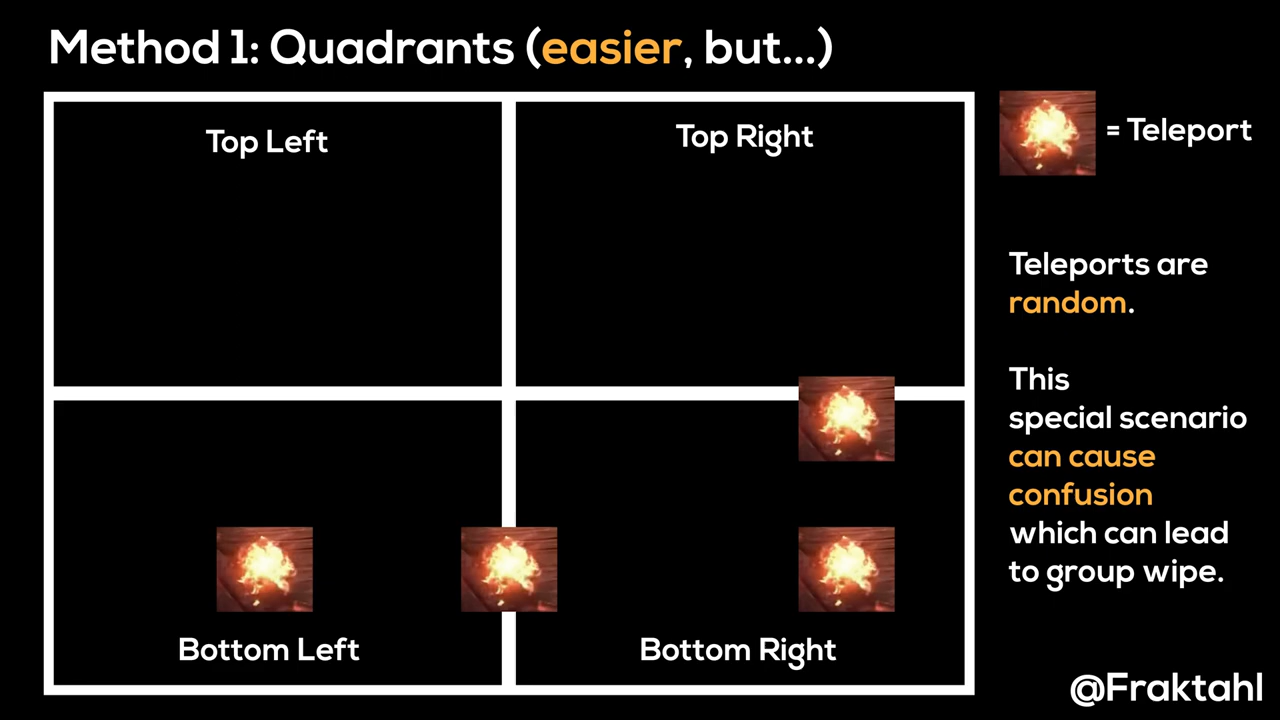 Method 1: Quadrants (easier, but...)
Top Left
Top Right
= Teleport
Teleports are
random.
This
special scenario
can cause
confusion
which can lead
to group wipe.
Bottom Left
Bottom Right
@Fraktahl